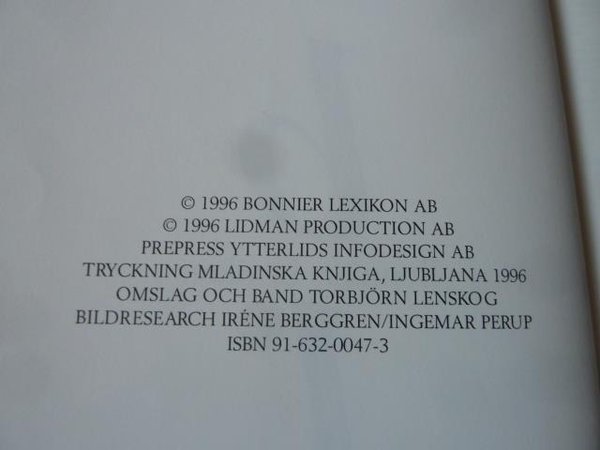 © 1996 BONNIER LEXIKON AB
© 1996 LIDMAN PRODUCTION AB
PREPRESS YTTERLIDS INFODESIGN AB
TRYCKNING MLADINSKA KNJIGA, LJUBLJANA 1996
OMSLAG OCH BAND TORBJÖRN LENSKOG
BILDRESEARCH IRÉNE BERGGREN/INGEMAR PERUP
ISBN 91-632-0047-3